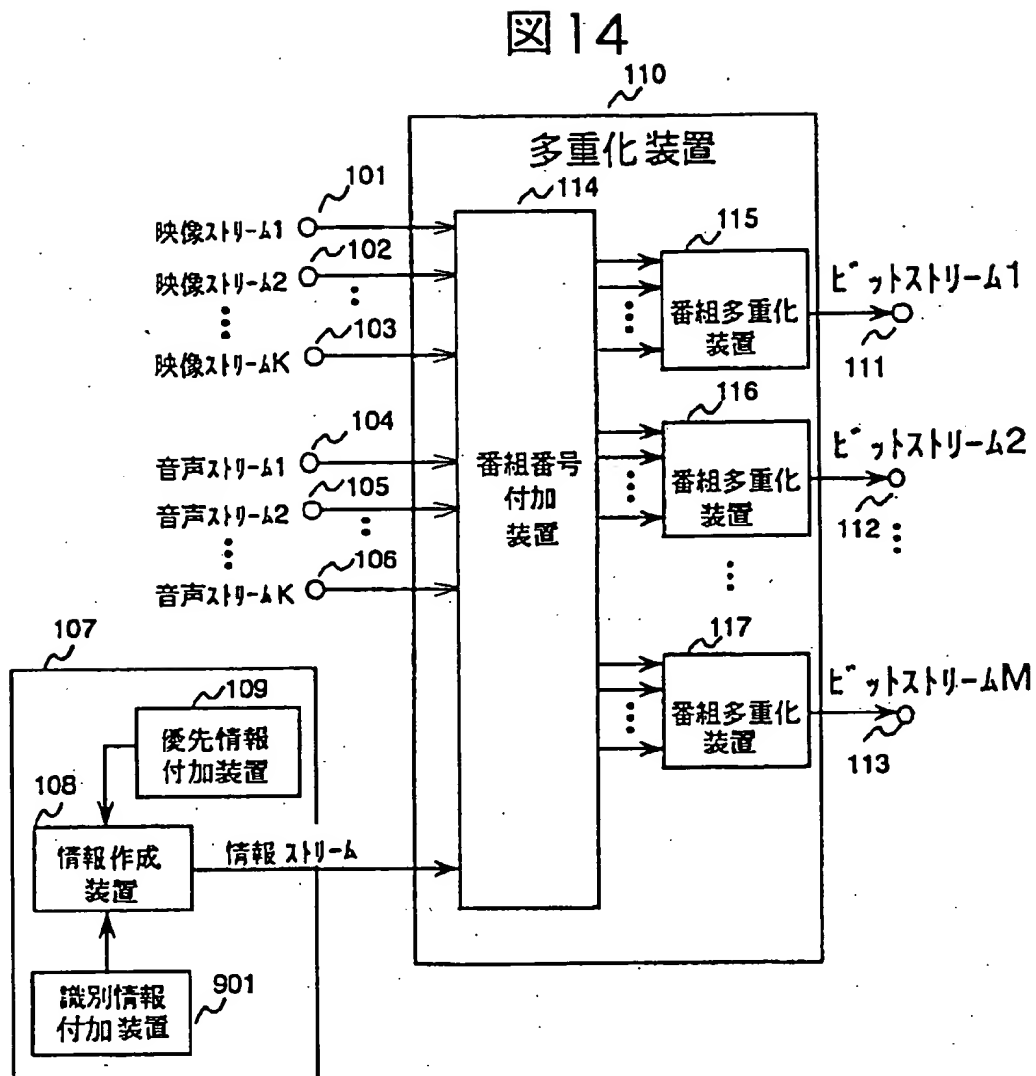 図14
110
多重化装置
101
映像ストリーム1
102
映像ストリーム2
103
映像ストリームK
104
音声ストリーム1
105
音声ストリーム2
106
音声ストリームK
114
番組番号
付加
装置
115
番組多重化
装置
ビットストリーム1
111
116
番組多重化
装置
ビットストリーム2
112
117
番組多重化
装置
ビットストリームM
113
107
109
優先情報
付加装置
108
情報作成
装置
情報ストリーム
識別情報
付加装置
901